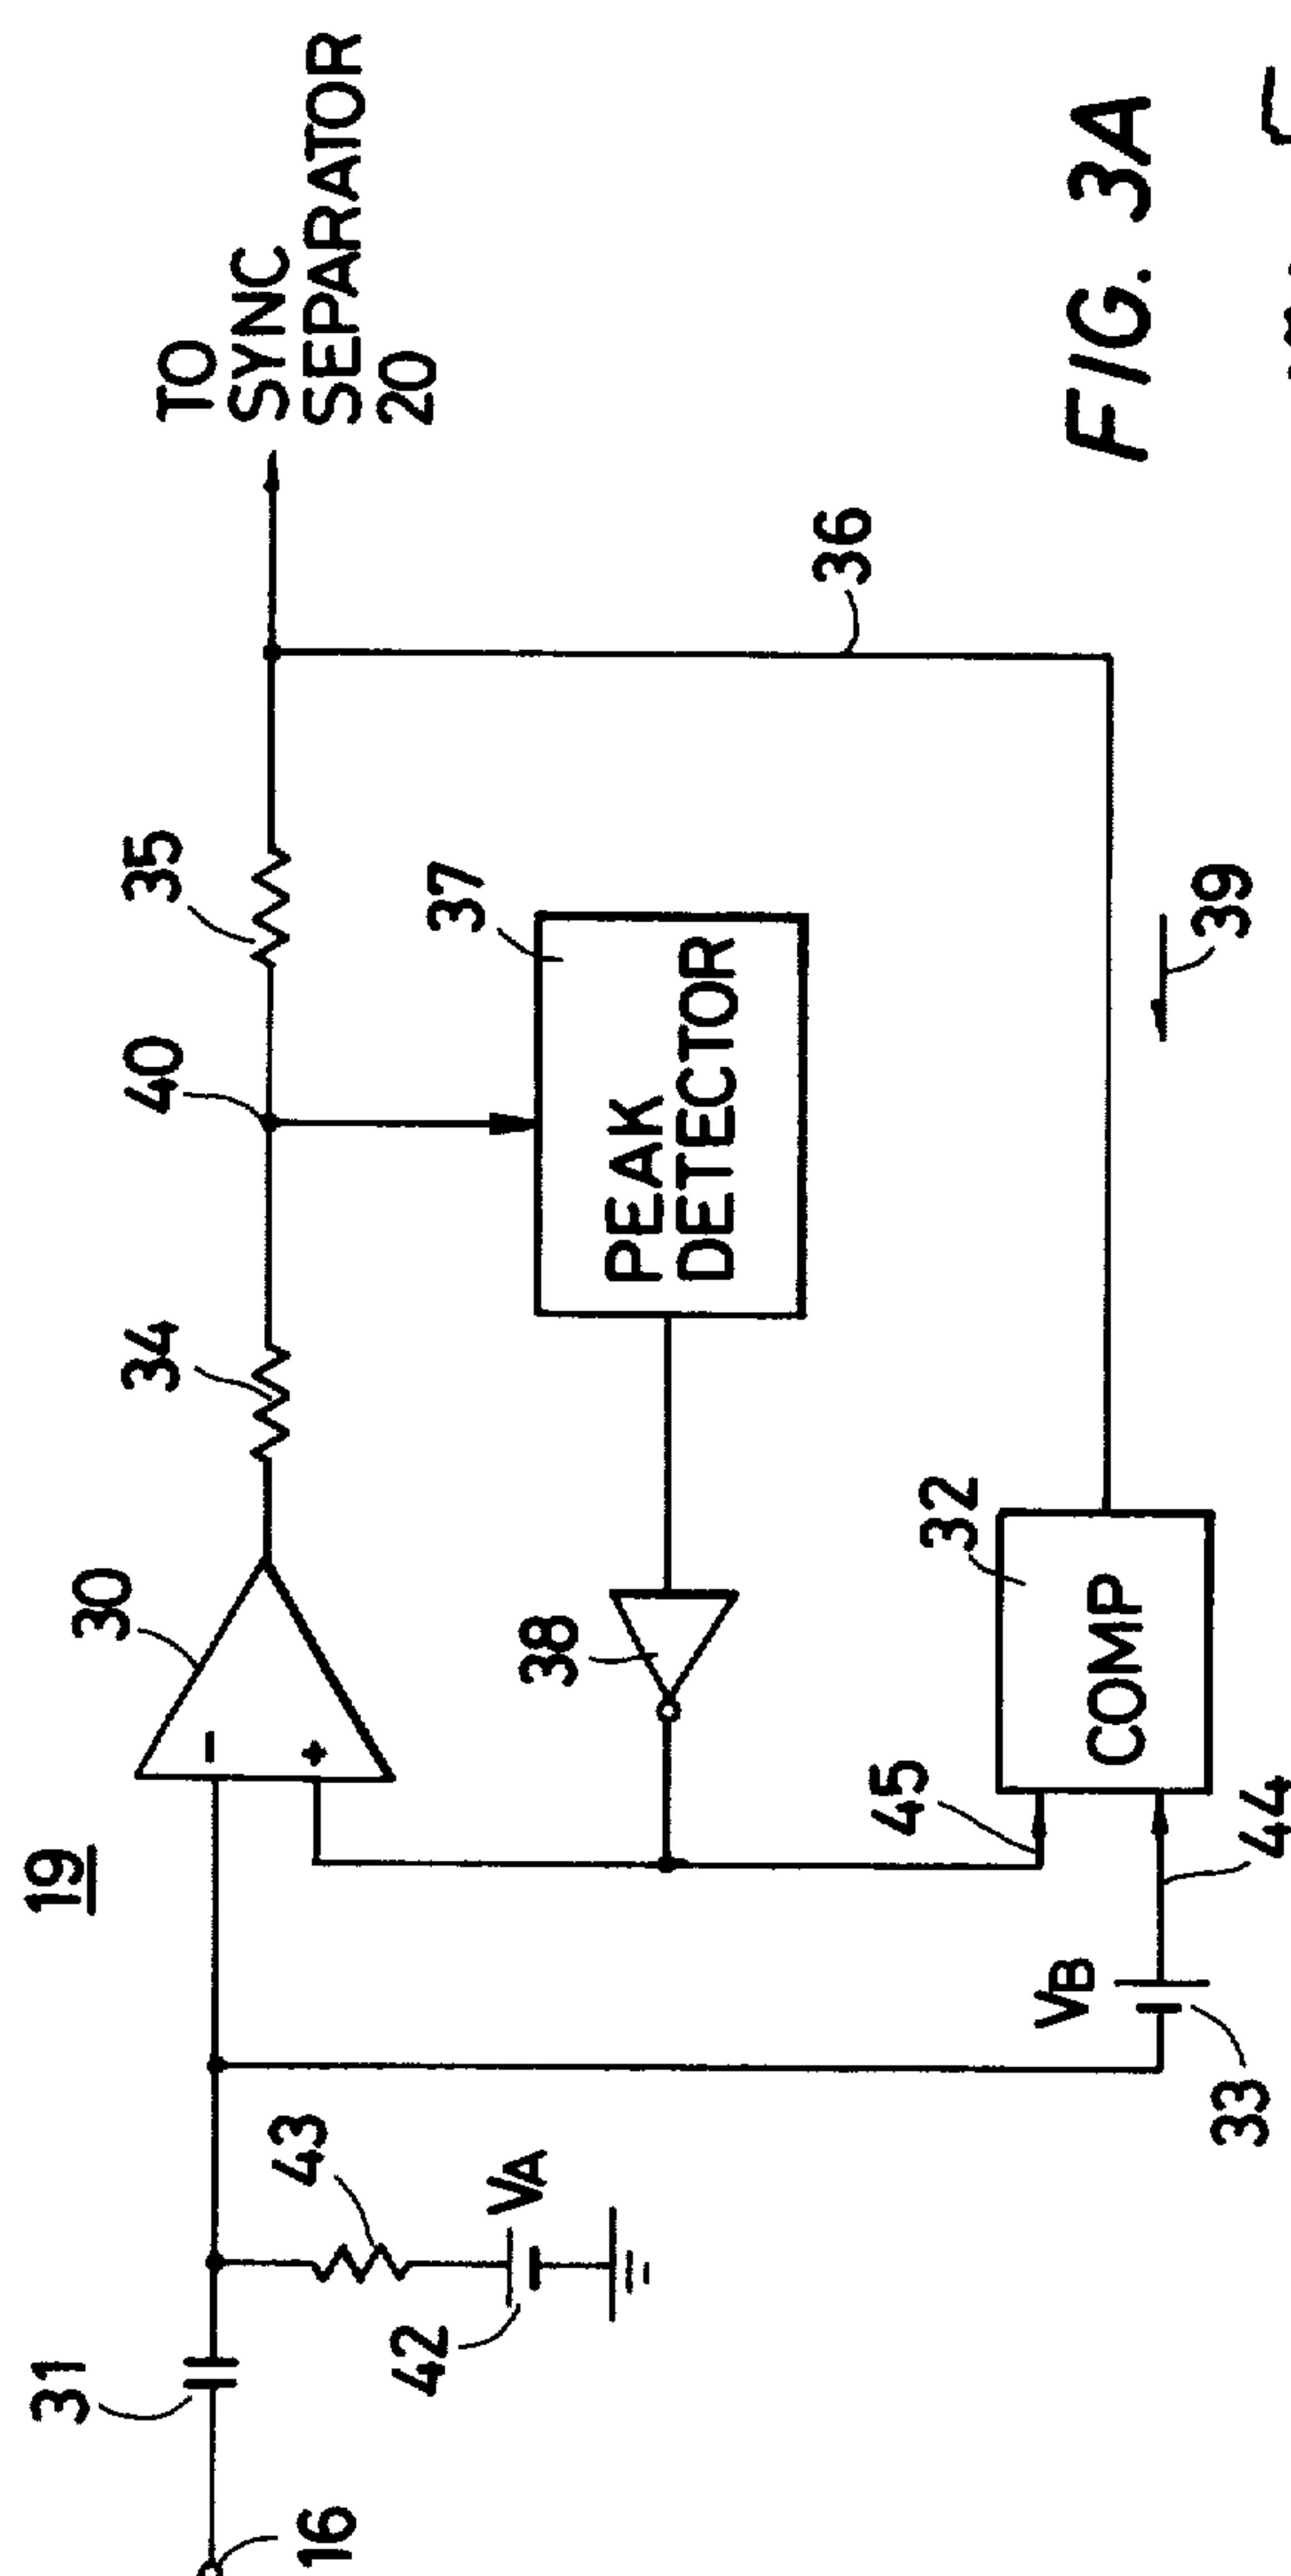 19
30
34
40
35
TO
SYNC
SEPARATOR
20
31
16
−
+
43
42
VA
38
37
PEAK
DETECTOR
36
45
32
COMP
VB
33
44
39
FIG. 3A